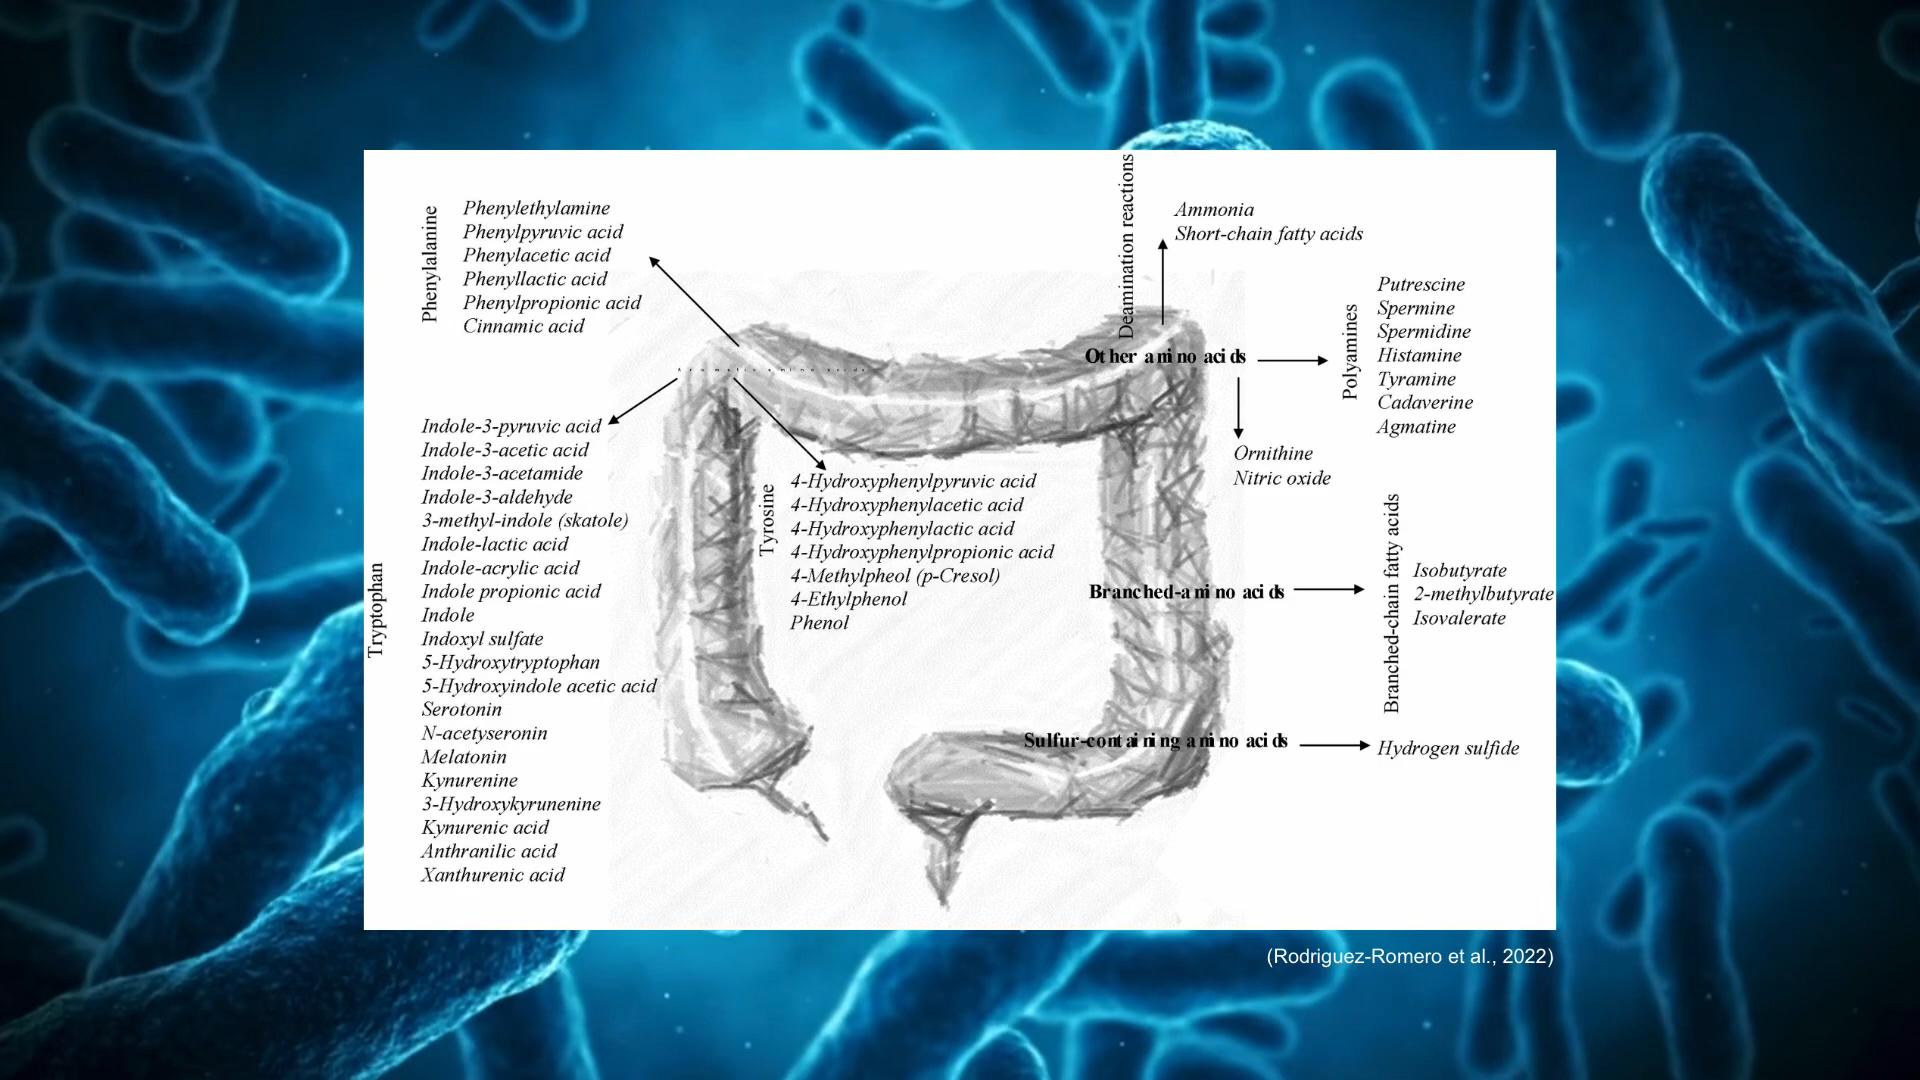 Phenylalanine
Phenylethylamine
Phenylpyruvic acid
Phenylacetic acid
Phenyllactic acid
Phenylpropionic acid
Cinnamic acid
Aromatic amino acids
Tryptophan
Indole-3-pyruvic acid
Indole-3-acetic acid
Indole-3-acetamide
Indole-3-aldehyde
3-methyl-indole (skatole)
Indole-lactic acid
Indole-acrylic acid
Indole propionic acid
Indole
Indoxyl sulfate
5-Hydroxytryptophan
5-Hydroxyindole acetic acid
Serotonin
N-acetyseronin
Melatonin
Kynurenine
3-Hydroxykyrunenine
Kynurenic acid
Anthranilic acid
Xanthurenic acid
Tyrosine
4-Hydroxyphenylpyruvic acid
4-Hydroxyphenylacetic acid
4-Hydroxyphenylactic acid
4-Hydroxyphenylpropionic acid
4-Methylpheol (p-Cresol)
4-Ethylphenol
Phenol
Deamination reactions
Ammonia
Short-chain fatty acids
Other amino acids
Polyamines
Putrescine
Spermine
Spermidine
Histamine
Tyramine
Cadaverine
Agmatine
Ornithine
Nitric oxide
Branched-amino acids
Branched-chain fatty acids
Isobutyrate
2-methylbutyrate
Isovalerate
Sulfur-containing amino acids
Hydrogen sulfide
(Rodriguez-Romero et al., 2022)